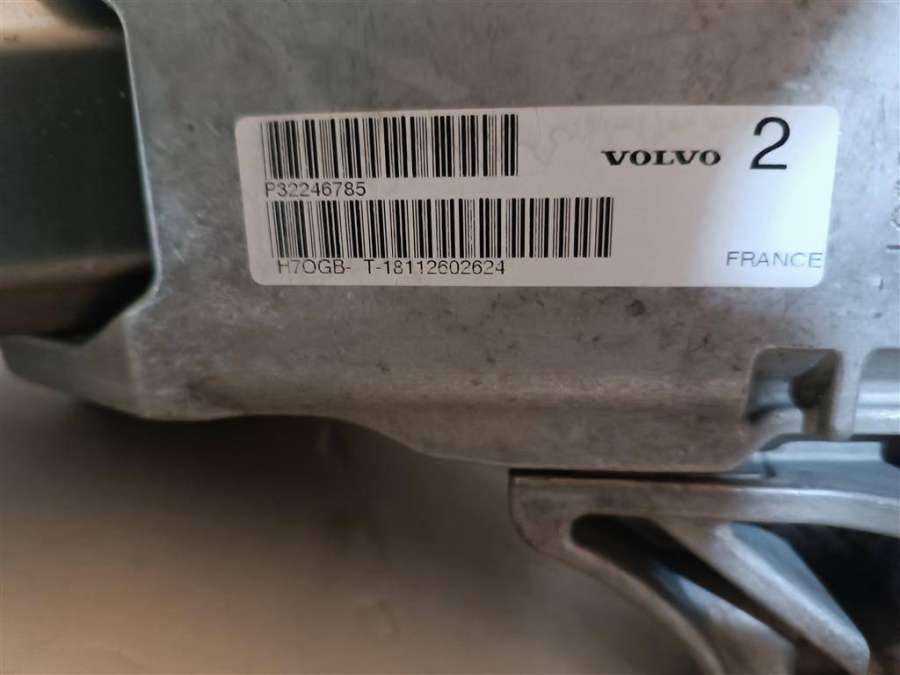 VOLVO 2
P32246785
H7OGB- T-18112602624
FRANCE